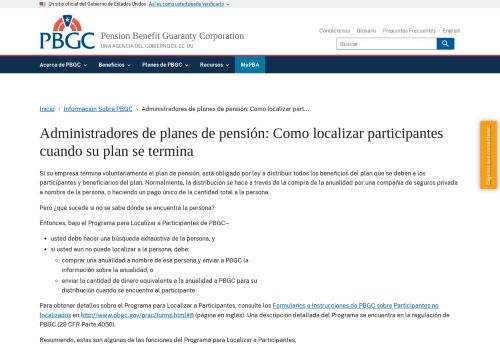 Un sitio oficial del Gobierno de Estados Unidos Así es como usted puede verificarlo
PBGC
Pension Benefit Guaranty Corporation
UNA AGENCIA DEL GOBIERNO DE EE. UU
Contáctenos Glosario Preguntas Frecuentes English
Buscar
Acerca de PBGC Beneficios Planes de PBGC Recursos MyPBA
Inicio Información Sobre PBGC Administradores de planes de pensión: Como localizar part...
Administradores de planes de pensión: Como localizar participantes
cuando su plan se termina
Si su empresa termina voluntariamente el plan de pensión, está obligado por ley a distribuir todos los beneficios del plan que se deben a los
participantes y beneficiarios del plan. Normalmente, la distribución se hace a través de la compra de la anualidad por una compañía de seguros privada
a nombre de la persona, o haciendo un pago único de la cantidad total a la persona.
Pero ¿qué sucede si no se sabe dónde se encuentra la persona?
Entonces, bajo el Programa para Localizar a Participantes de PBGC–
usted debe hacer una búsqueda exhaustiva de la persona, y
si usted aun no puede localizar a la persona, debe:
comprar una anualidad a nombre de esa persona y enviar a PBGC la
información sobre la anualidad, o
enviar la cantidad de dinero equivalente a la anualidad a PBGC para su
distribución cuando se encuentre al participante
Para obtener detalles sobre el Programa para Localizar a Participantes, consulte los Formularios e Instrucciones de PBGC sobre Participantes no
localizados en http://www.pbgc.gov/prac/forms.html#8 (página en inglés). Una descripción detallada del Programa se encuentra en la regulación de
PBGC (29 CFR Parte 4050).
Resumiendo, estas son algunas de las funciones del Programa para Localizar a Participantes.